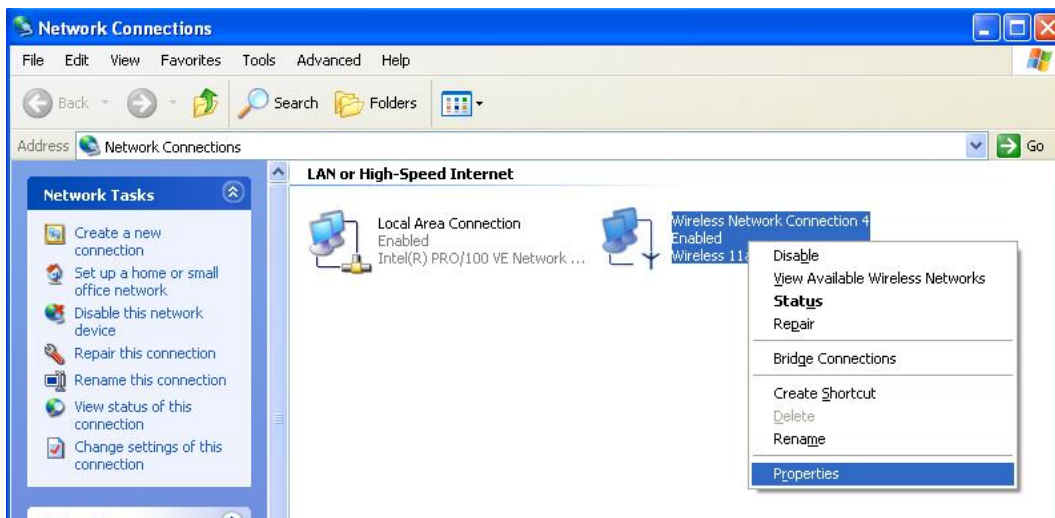 Network Connections
File Edit View Favorites Tools Advanced Help
Back Search Folders
Address Network Connections Go
Network Tasks
Create a new
connection
Set up a home or small
office network
Disable this network
device
Repair this connection
Rename this connection
View status of this
connection
Change settings of this
connection
LAN or High-Speed Internet
Local Area Connection
Enabled
Intel(R) PRO/100 VE Network ...
Wireless Network Connection 4
Enabled
Wireless
Disable
View Available Wireless Networks
Status
Repair
Bridge Connections
Create Shortcut
Delete
Rename
Properties